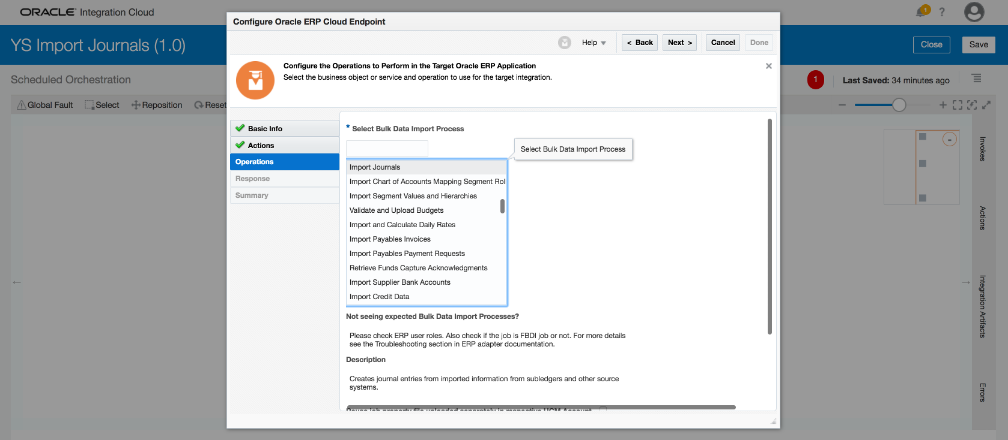 ORACLE Integration Cloud
1
?
YS Import Journals (1.0)
Close
Save
Scheduled Orchestration
1
Last Saved: 34 minutes ago
Global Fault
Select
Reposition
Reset
Configure Oracle ERP Cloud Endpoint
Help
< Back
Next >
Cancel
Done
Configure the Operations to Perform in the Target Oracle ERP Application
Select the business object or service and operation to use for the target integration.
Basic Info
Actions
Operations
Response
Summary
* Select Bulk Data Import Process
Select Bulk Data Import Process
Import Journals
Import Chart of Accounts Mapping Segment Rol
Import Segment Values and Hierarchies
Validate and Upload Budgets
Import and Calculate Daily Rates
Import Payables Invoices
Import Payables Payment Requests
Retrieve Funds Capture Acknowledgments
Import Supplier Bank Accounts
Import Credit Data
Not seeing expected Bulk Data Import Processes?
Please check ERP user roles. Also check if the job is FBDI job or not. For more details
see the Troubleshooting section in ERP adapter documentation.
Description
Creates journal entries from imported information from subledgers and other source
systems.
Invokes
Actions
Integration Artifacts
Errors